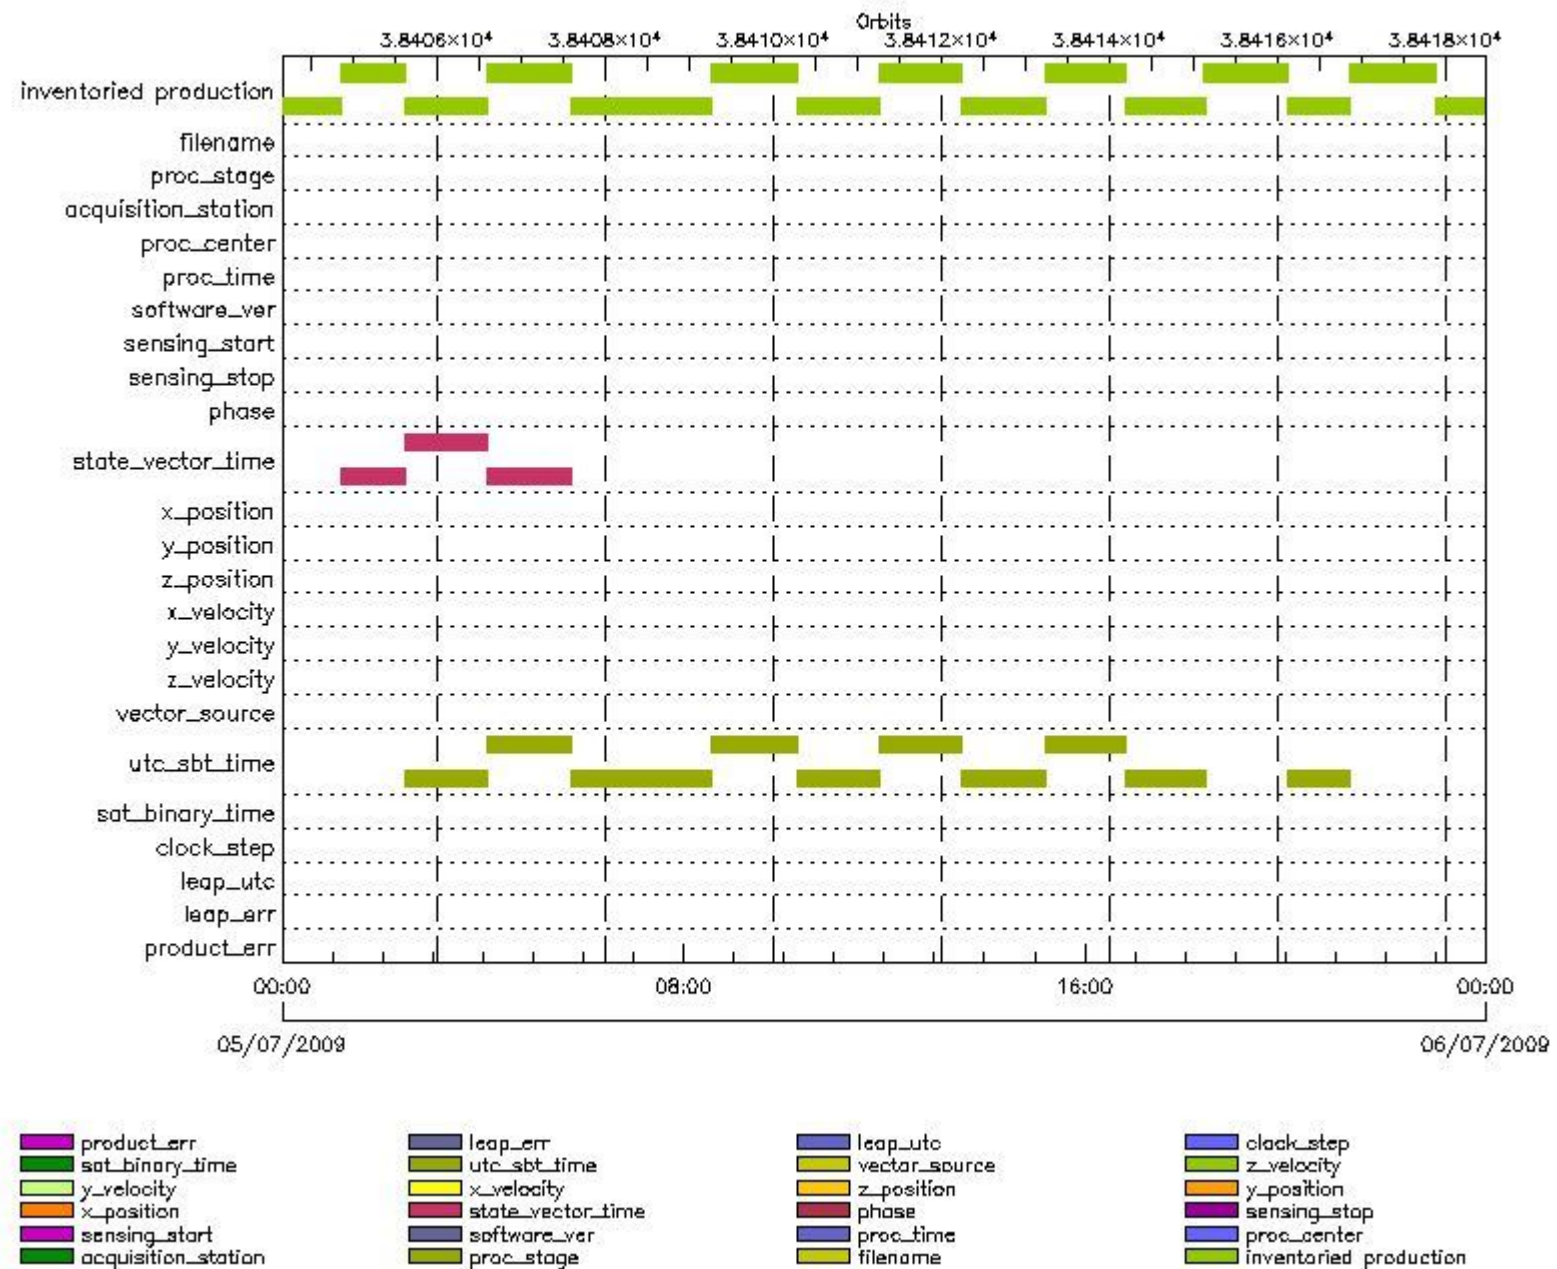 Orbits
3.8406×10⁴ 3.8408×10⁴ 3.8410×10⁴ 3.8412×10⁴ 3.8414×10⁴ 3.8416×10⁴ 3.8418×10⁴
inventoried production
filename
proc_stage
acquisition_station
proc_center
proc_time
software_ver
sensing_start
sensing_stop
phase
state_vector_time
x_position
y_position
z_position
x_velocity
y_velocity
z_velocity
vector_source
utc_sbt_time
sat_binary_time
clock_step
leap_utc
leap_err
product_err
00:00 08:00 16:00 00:00
05/07/2009 06/07/2009
product_err leap_err leap_utc clock_step
sat_binary_time utc_sbt_time vector_source z_velocity
y_velocity x_velocity z_position y_position
x_position state_vector_time phase sensing_stop
sensing_start software_ver proc_time proc_center
acquisition_station proc_stage filename inventoried production